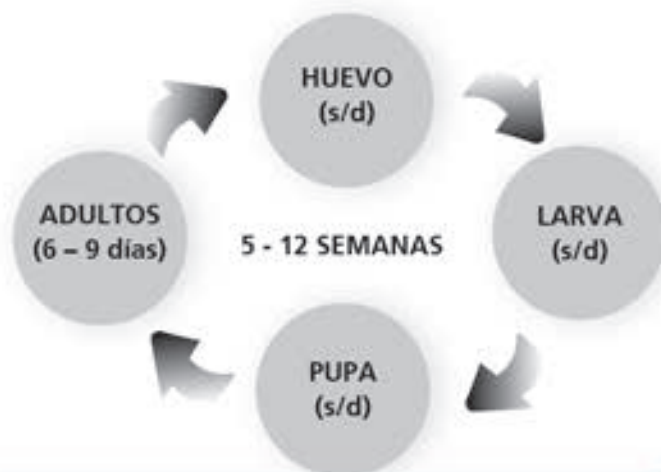 HUEVO
(s/d)
ADULTOS
(6 – 9 días)
5 - 12 SEMANAS
LARVA
(s/d)
PUPA
(s/d)